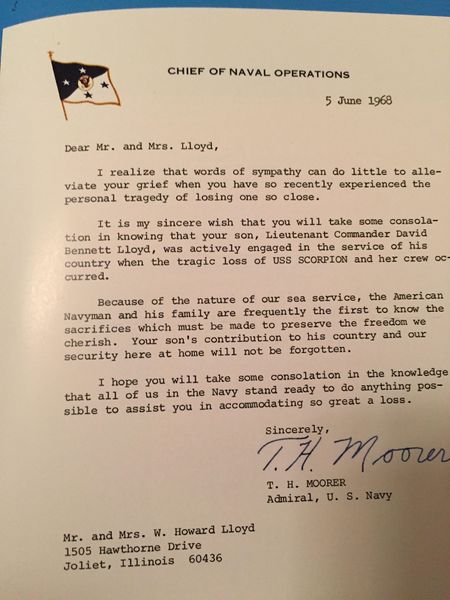 CHIEF OF NAVAL OPERATIONS
5 June 1968
Dear Mr. and Mrs. Lloyd,
I realize that words of sympathy can do little to alle-
viate your grief when you have so recently experienced the
personal tragedy of losing one so close.
It is my sincere wish that you will take some consola-
tion in knowing that your son, Lieutenant Commander David
Bennett Lloyd, was actively engaged in the service of his
country when the tragic loss of USS SCORPION and her crew oc-
curred.
Because of the nature of our sea service, the American
Navyman and his family are frequently the first to know the
sacrifices which must be made to preserve the freedom we
cherish. Your son's contribution to his country and our
security here at home will not be forgotten.
I hope you will take some consolation in the knowledge
that all of us in the Navy stand ready to do anything pos-
sible to assist you in accommodating so great a loss.
Sincerely,
T. H. Moorer
T. H. MOORER
Admiral, U. S. Navy
Mr. and Mrs. W. Howard Lloyd
1505 Hawthorne Drive
Joliet, Illinois 60436